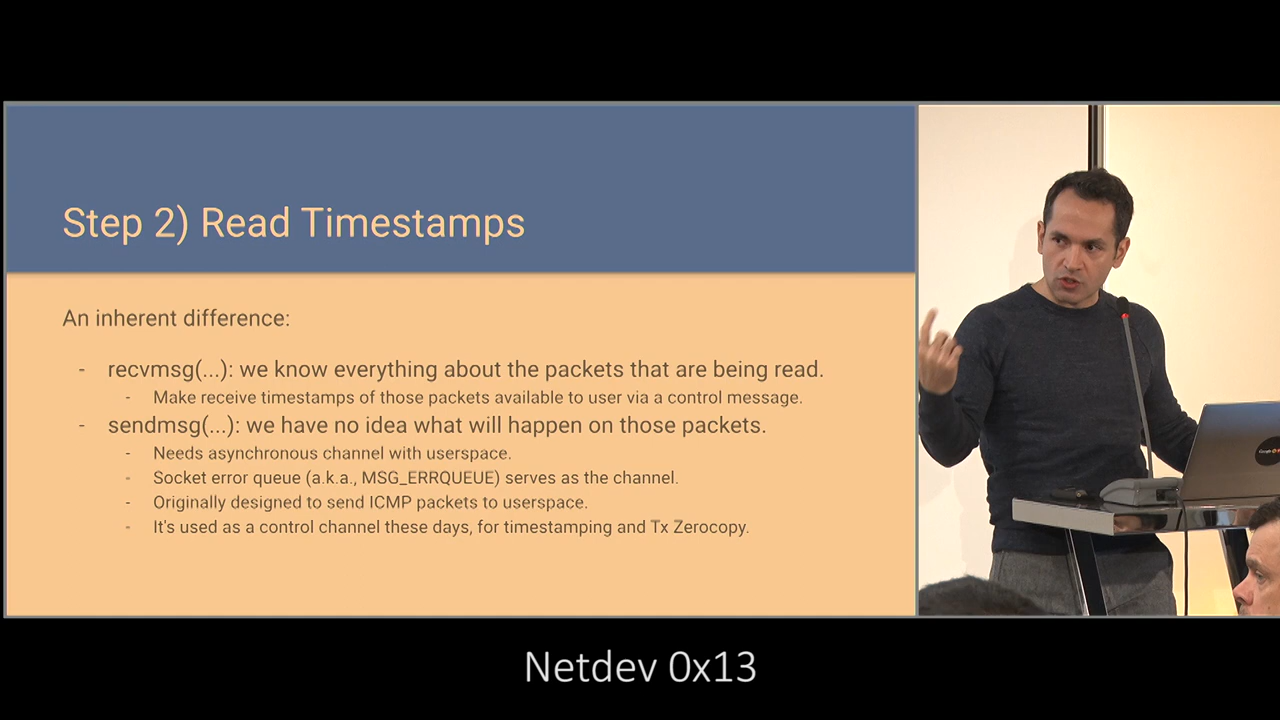 Step 2) Read Timestamps
An inherent difference:
- recvmsg(...): we know everything about the packets that are being read.
- Make receive timestamps of those packets available to user via a control message.
- sendmsg(...): we have no idea what will happen on those packets.
- Needs asynchronous channel with userspace.
- Socket error queue (a.k.a., MSG_ERRQUEUE) serves as the channel.
- Originally designed to send ICMP packets to userspace.
- It's used as a control channel these days, for timestamping and Tx Zerocopy.
Google
Netdev 0x13